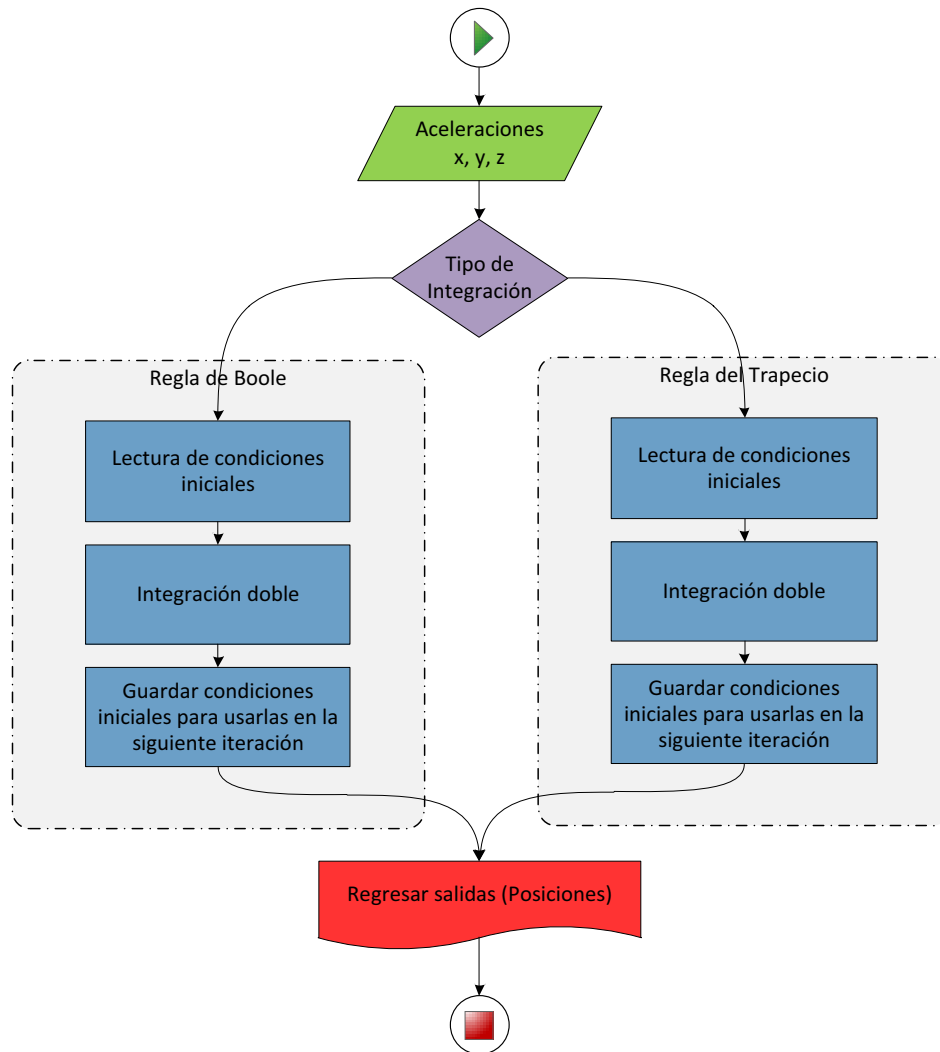 Aceleraciones
x, y, z
Tipo de
Integración
Regla de Boole
Lectura de condiciones
iniciales
Integración doble
Guardar condiciones
iniciales para usarlas en la
siguiente iteración
Regla del Trapecio
Lectura de condiciones
iniciales
Integración doble
Guardar condiciones
iniciales para usarlas en la
siguiente iteración
Regresar salidas (Posiciones)